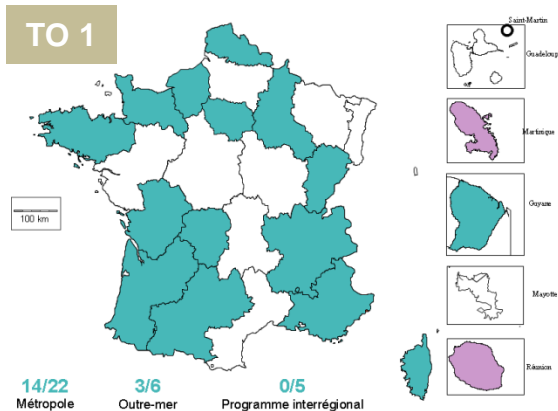 TO 1
Saint-Martin
Guadeloup
Martinique
Guyane
100 km
Mayotte
Réunion
14/22
3/6
0/5
Métropole
Outre-mer
Programme interrégional